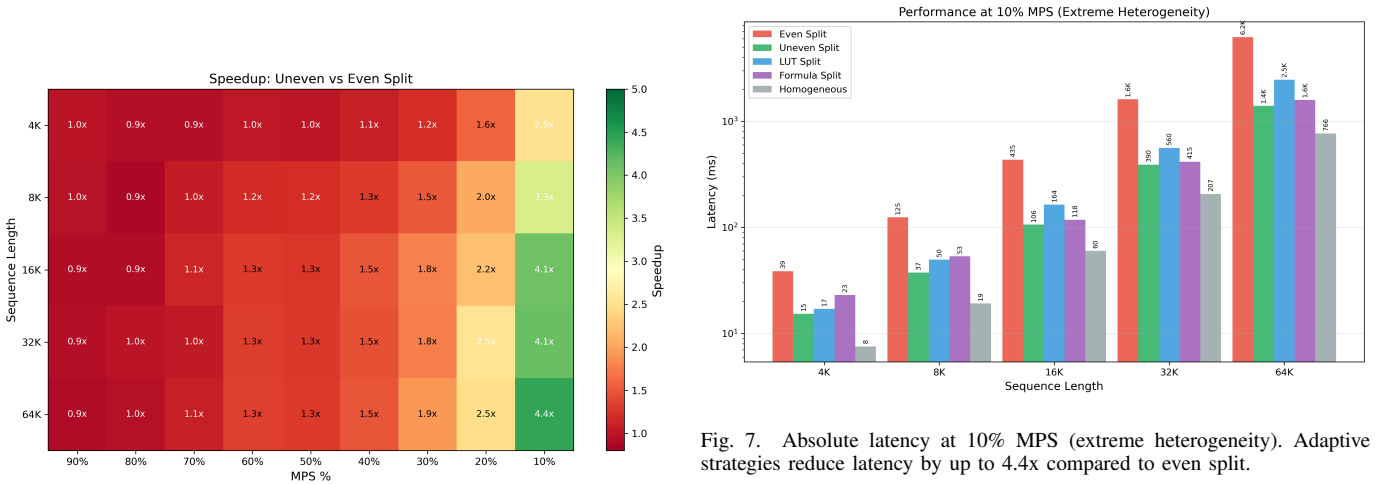 Speedup: Uneven vs Even Split
Sequence Length
4K 1.0x 0.9x 0.9x 1.0x 1.0x 1.1x 1.2x 1.6x 2.5x
8K 1.0x 0.9x 1.0x 1.2x 1.2x 1.3x 1.5x 2.0x 3.3x
16K 0.9x 0.9x 1.1x 1.3x 1.3x 1.5x 1.8x 2.2x 4.1x
32K 0.9x 1.0x 1.0x 1.3x 1.3x 1.5x 1.8x 2.5x 4.1x
64K 0.9x 1.0x 1.1x 1.3x 1.3x 1.5x 1.9x 2.5x 4.4x
90% 80% 70% 60% 50% 40% 30% 20% 10%
MPS %
5.0
4.5
4.0
3.5
3.0
2.5
2.0
1.5
1.0
Speedup
Performance at 10% MPS (Extreme Heterogeneity)
Even Split
Uneven Split
LUT Split
Formula Split
Homogeneous
Latency (ms)
10³
10²
10¹
39 15 17 23 8
125 37 50 53 19
435 106 164 118 60
1.6K 390 560 415 207
6.2K 1.4K 2.5K 1.6K 766
4K 8K 16K 32K 64K
Sequence Length
Fig. 7. Absolute latency at 10% MPS (extreme heterogeneity). Adaptive
strategies reduce latency by up to 4.4x compared to even split.